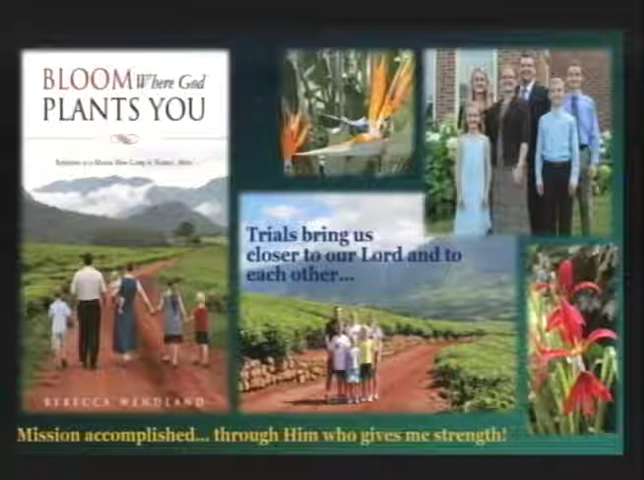 BLOOM Where God
PLANTS YOU
REBECCA WENDLAND
Trials bring us
closer to our Lord and to
each other...
Mission accomplished... through Him who gives me strength!